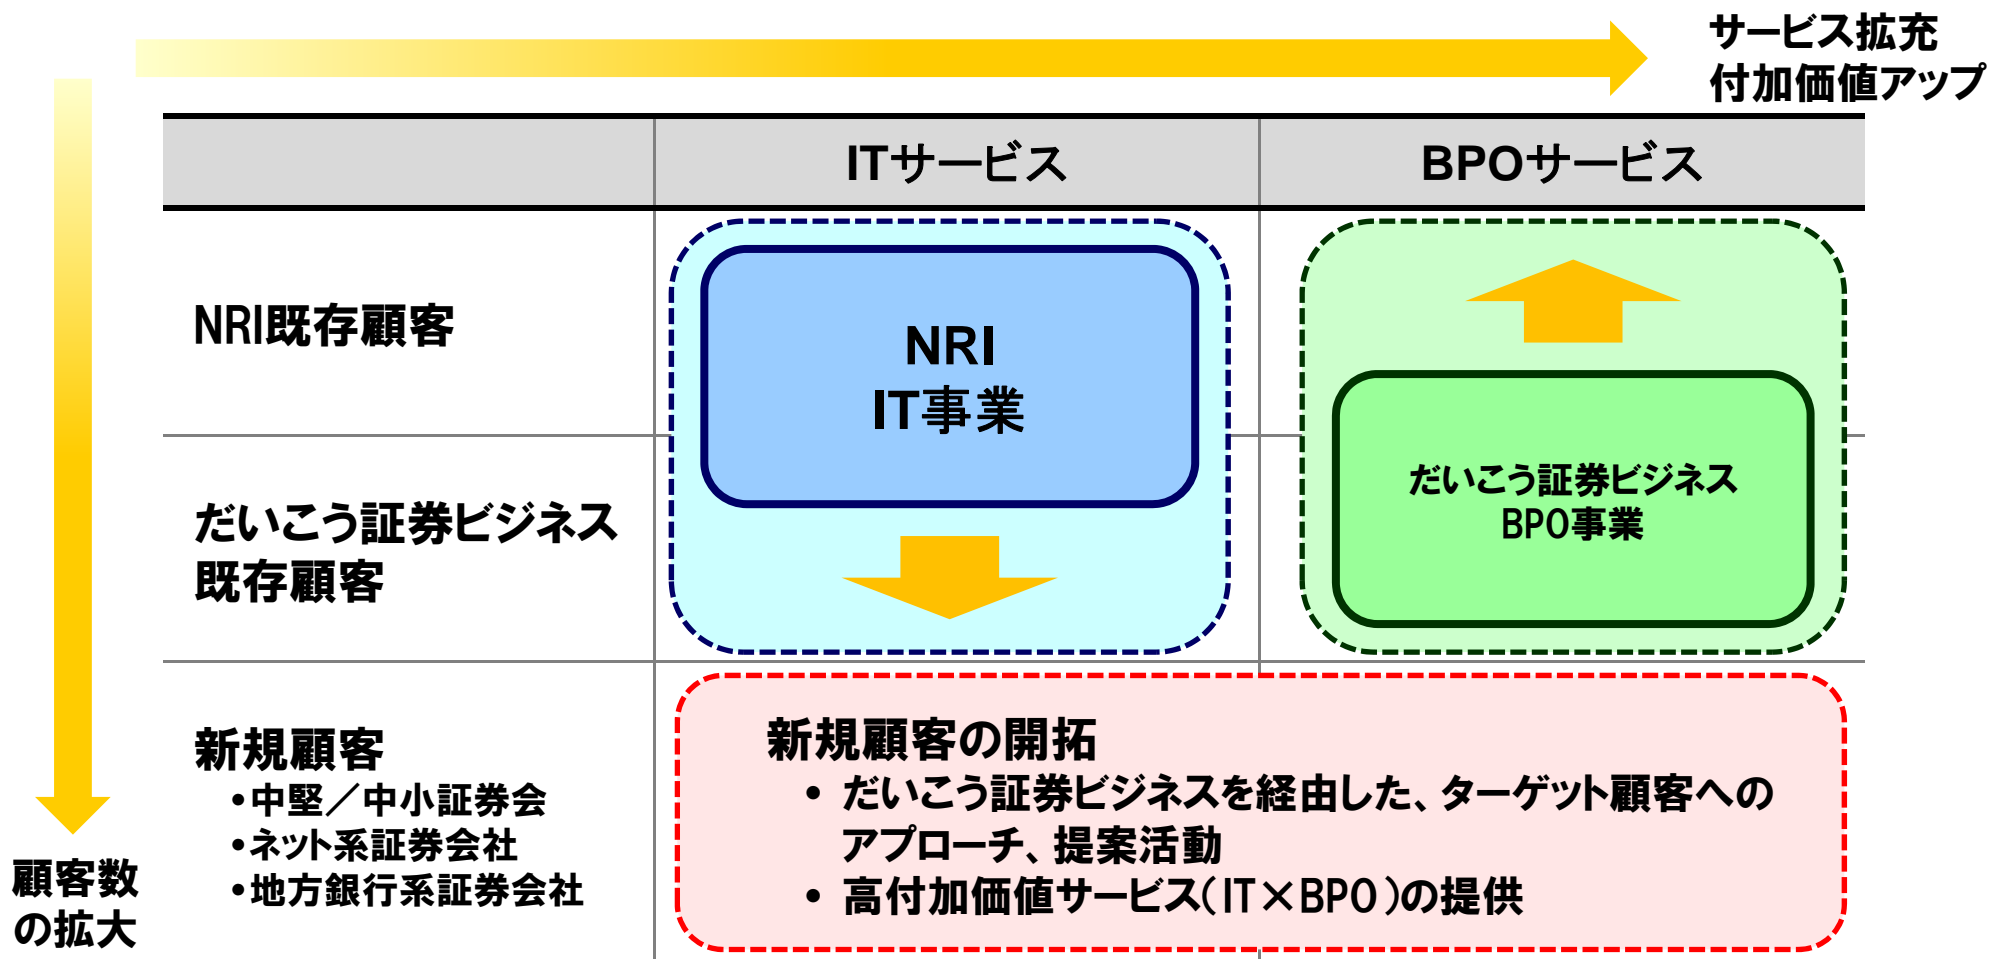 サービス拡充
付加価値アップ
ITサービス
BPOサービス
NRI既存顧客
NRI
IT事業
だいこう証券ビジネス
BPO事業
だいこう証券ビジネス
既存顧客
新規顧客
•中堅／中小証券会
•ネット系証券会社
•地方銀行系証券会社
新規顧客の開拓
• だいこう証券ビジネスを経由した、ターゲット顧客への
アプローチ、提案活動
• 高付加価値サービス（IT×BPO）の提供
顧客数
の拡大